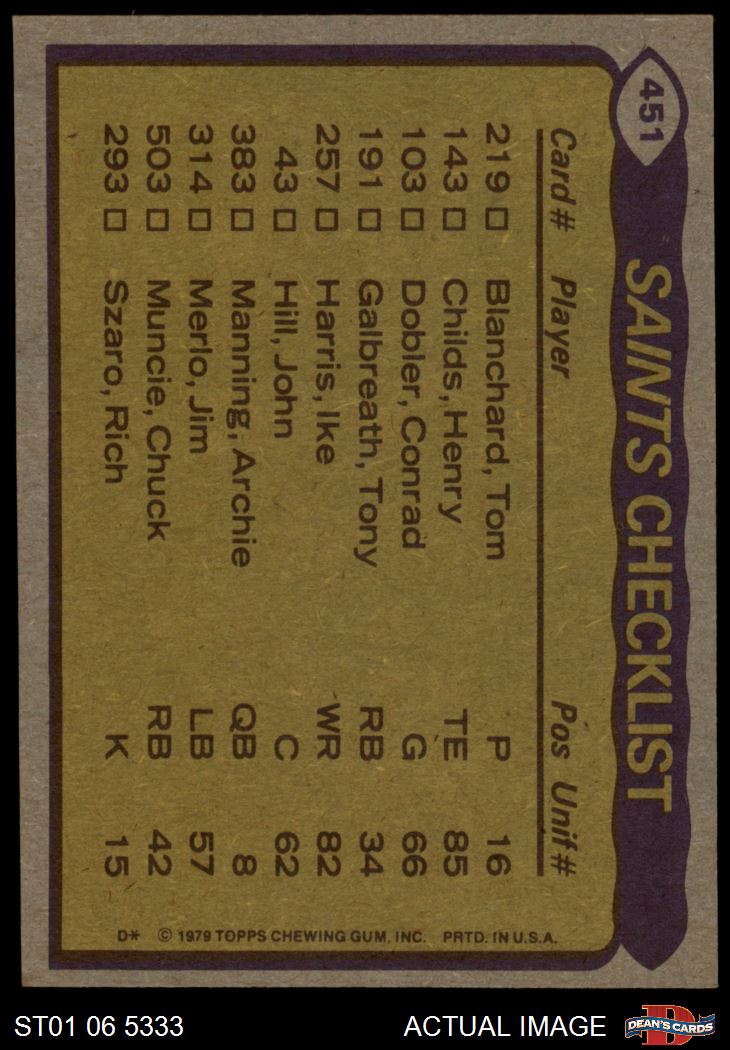 451
SAINTS CHECKLIST
Card# Player Pos Unif#
219 Blanchard, Tom P 16
143 Childs, Henry TE 85
103 Dobler, Conrad G 66
191 Galbreath, Tony RB 34
257 Harris, Ike WR 82
43 Hill, John C 62
383 Manning, Archie QB 8
314 Merlo, Jim LB 57
503 Muncie, Chuck RB 42
293 Szaro, Rich K 15
D* © 1979 TOPPS CHEWING GUM, INC. PRTD. IN U.S.A.
ST01 06 5333 ACTUAL IMAGE
D
DEAN'S CARDS